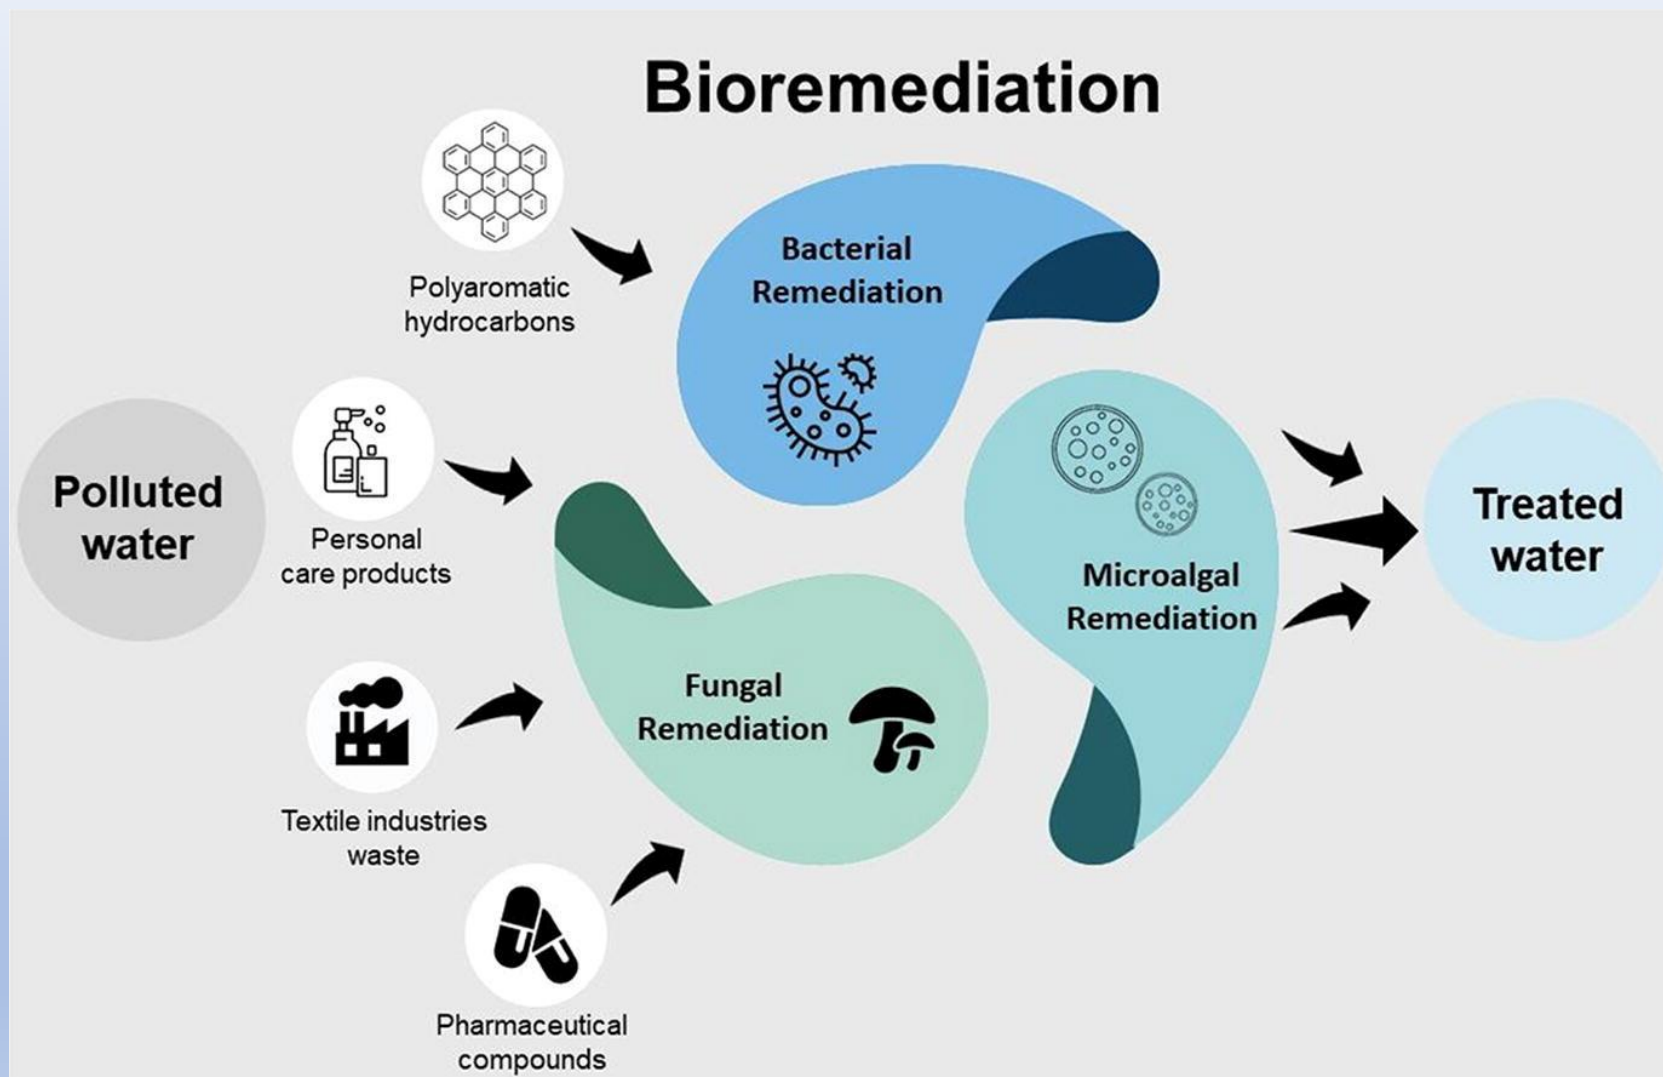 Bioremediation
Polyaromatic
hydrocarbons
Bacterial
Remediation
Polluted
water
Personal
care products
Microalgal
Remediation
Treated
water
Fungal
Remediation
Textile industries
waste
Pharmaceutical
compounds